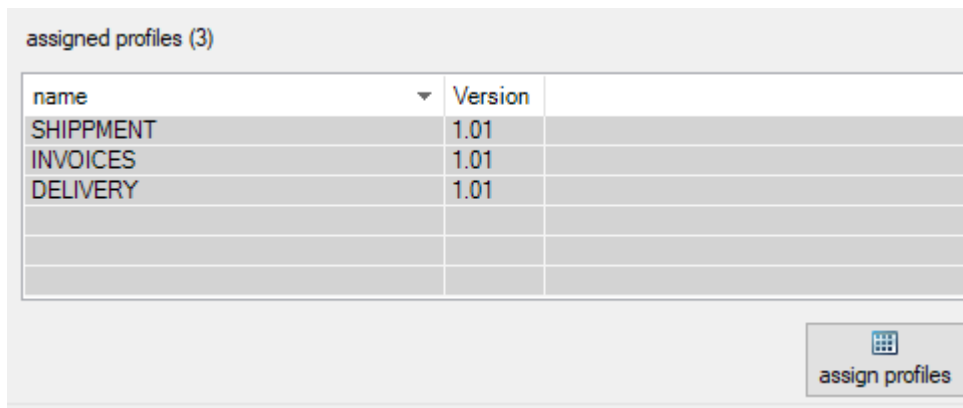 assigned profiles (3)
name Version
SHIPPMENT 1.01
INVOICES 1.01
DELIVERY 1.01
assign profiles